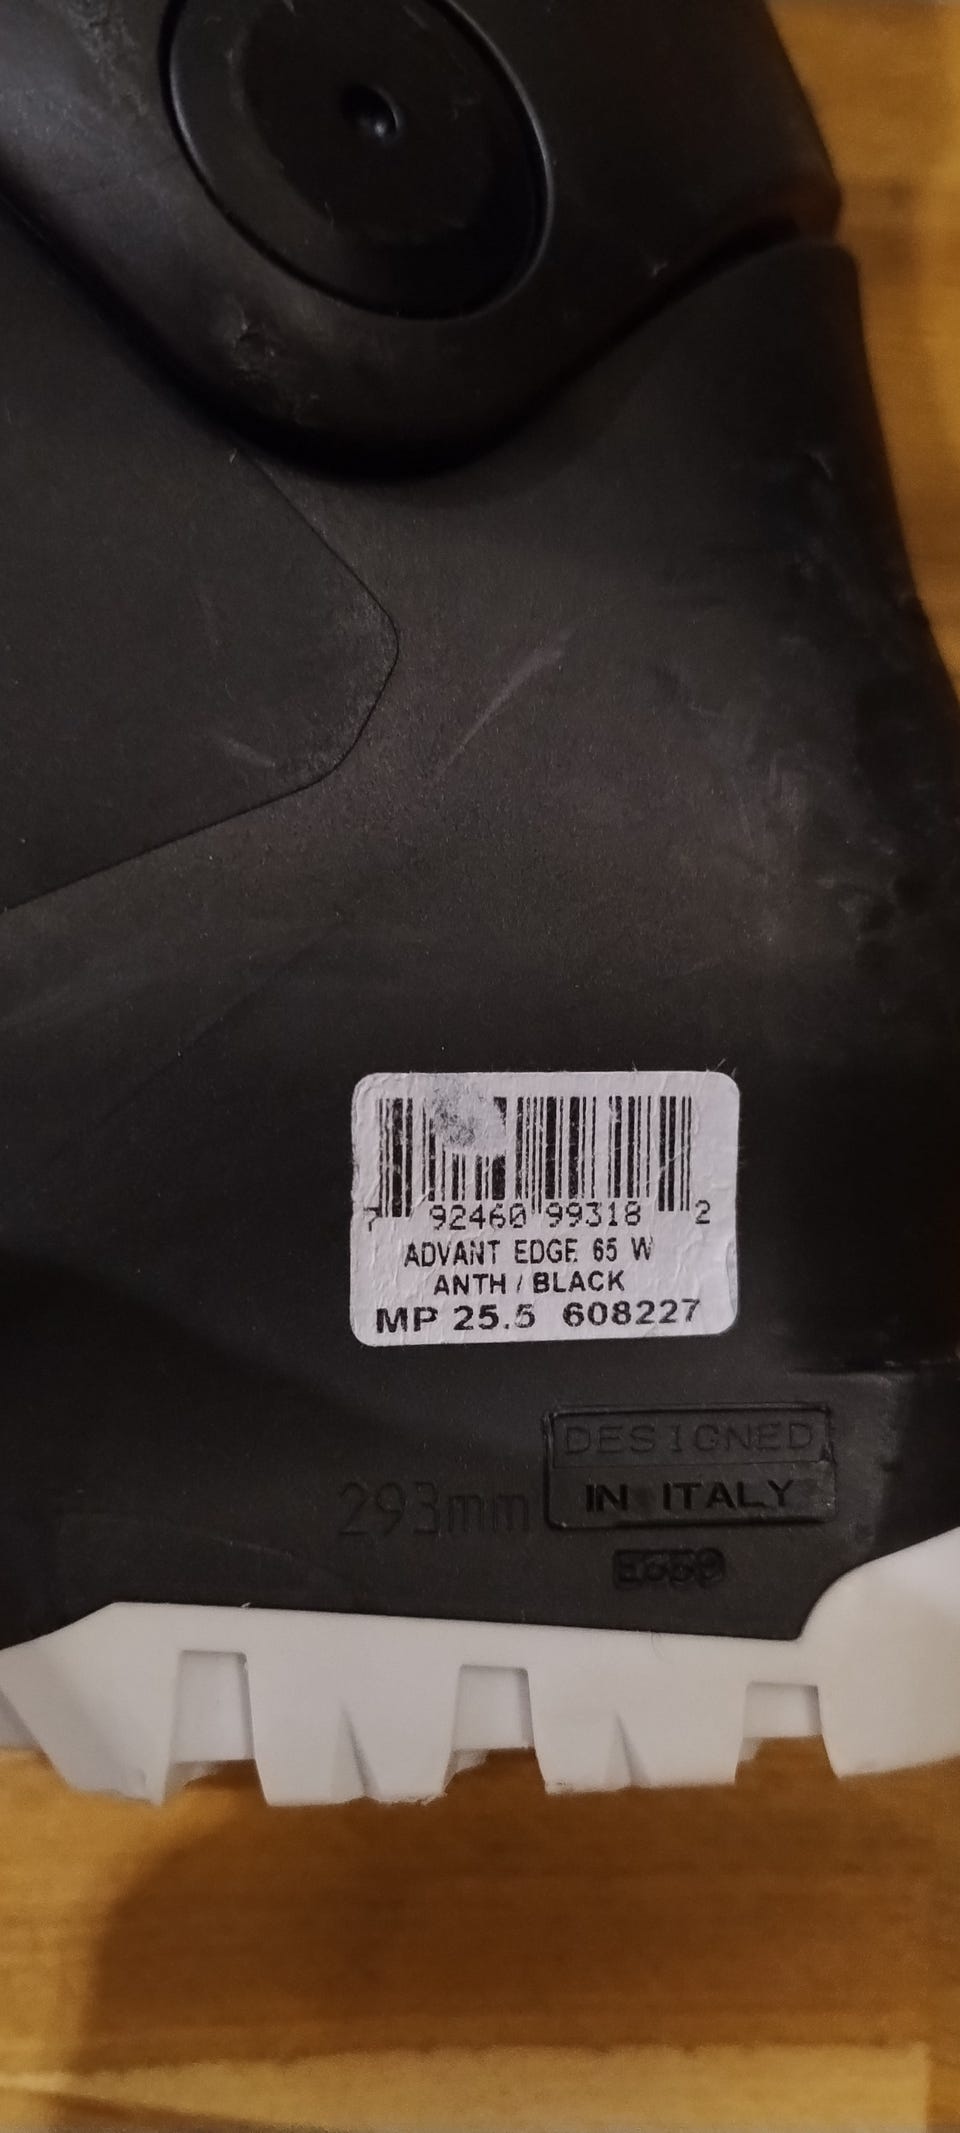 7 92460 99318 2
ADVANT EDGE 65 W
ANTH / BLACK
MP 25.5 608227
DESIGNED
IN ITALY
293mm